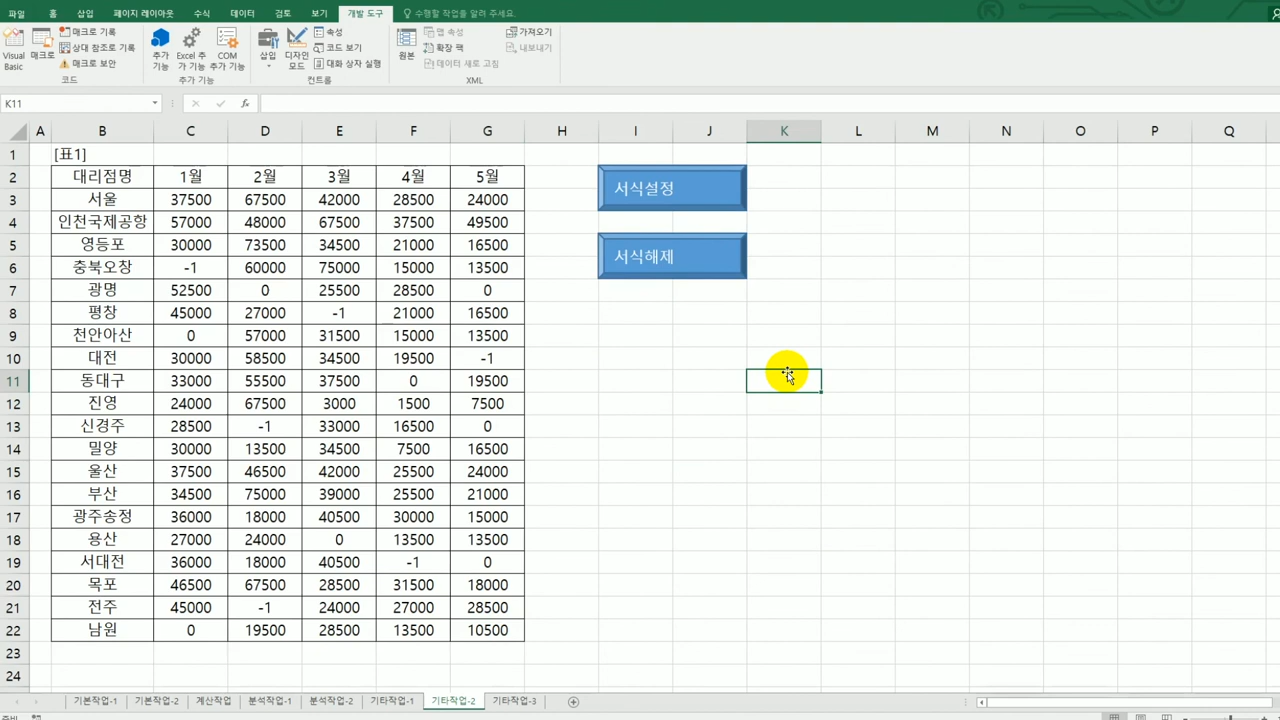 파일 홈 삽입 페이지 레이아웃 수식 데이터 검토 보기 개발 도구 수행할 작업을 알려 주세요.
Visual Basic 매크로 매크로 기록 상대 참조로 기록 매크로 보안
추가 기능 Excel 추가 기능 COM 추가 기능
삽입 디자인 모드 속성 코드 보기 대화 상자 실행
원본 맵 속성 확장 팩 데이터 새로 고침 가져오기 내보내기
코드 추가 기능 컨트롤 XML
K11 fx
A B C D E F G H I J K L M N O P Q
1 [표1]
2 대리점명 1월 2월 3월 4월 5월
서식설정
3 서울 37500 67500 42000 28500 24000
4 인천국제공항 57000 48000 67500 37500 49500
5 영등포 30000 73500 34500 21000 16500
서식해제
6 충북오창 -1 60000 75000 15000 13500
7 광명 52500 0 25500 28500 0
8 평창 45000 27000 -1 21000 16500
9 천안아산 0 57000 31500 15000 13500
10 대전 30000 58500 34500 19500 -1
11 동대구 33000 55500 37500 0 19500
12 진영 24000 67500 3000 1500 7500
13 신경주 28500 -1 33000 16500 0
14 밀양 30000 13500 34500 7500 16500
15 울산 37500 46500 42000 25500 24000
16 부산 34500 75000 39000 25500 21000
17 광주송정 36000 18000 40500 30000 15000
18 용산 27000 24000 0 13500 13500
19 서대전 36000 18000 40500 -1 0
20 목포 46500 67500 28500 31500 18000
21 전주 45000 -1 24000 27000 28500
22 남원 0 19500 28500 13500 10500
23
24
기본작업-1 기본작업-2 계산작업 분석작업-1 분석작업-2 기타작업-1 기타작업-2 기타작업-3